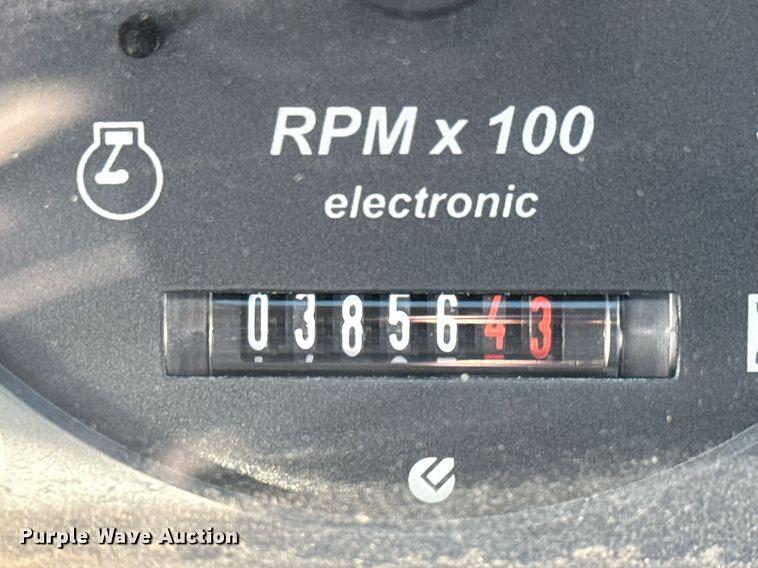 RPM x 100
electronic
0385643
Purple Wave Auction